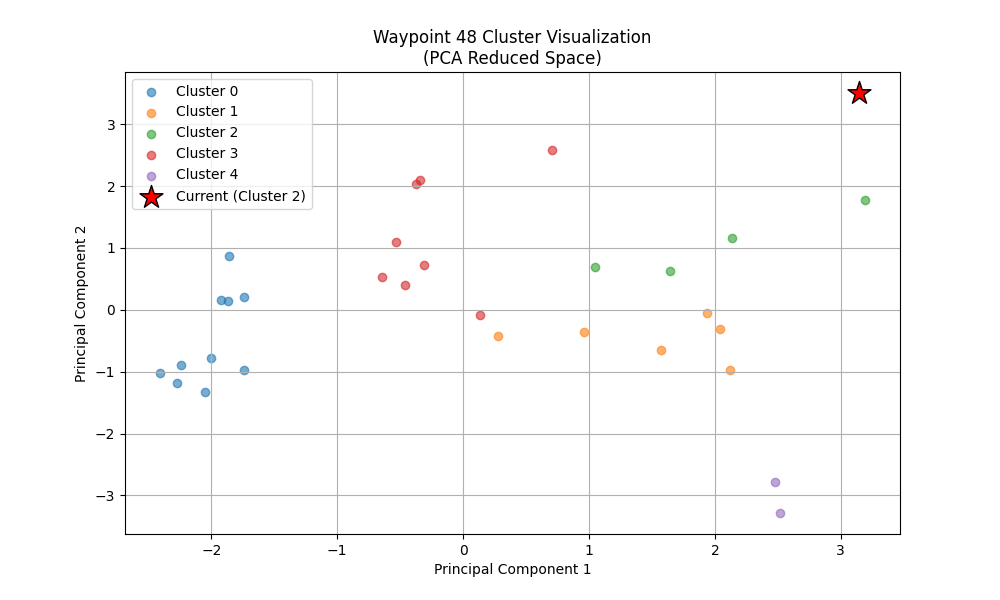 Waypoint 48 Cluster Visualization
(PCA Reduced Space)
Cluster 0
Cluster 1
Cluster 2
Cluster 3
Cluster 4
Current (Cluster 2)
Principal Component 2
3
2
1
0
−1
−2
−3
−2
−1
0
1
2
3
Principal Component 1